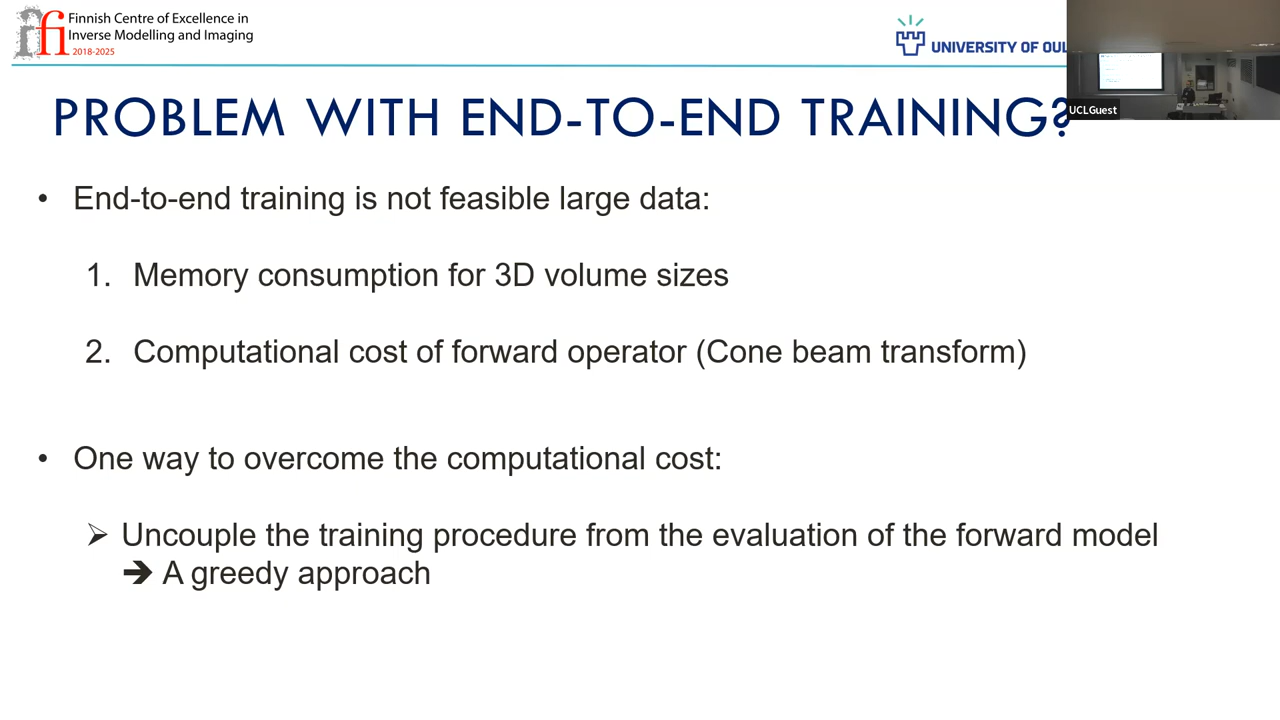 Finnish Centre of Excellence in
Inverse Modelling and Imaging
2018-2025
fi
UNIVERSITY OF OUL
UCLGuest
PROBLEM WITH END-TO-END TRAINING?
• End-to-end training is not feasible large data:
1. Memory consumption for 3D volume sizes
2. Computational cost of forward operator (Cone beam transform)
• One way to overcome the computational cost:
➢ Uncouple the training procedure from the evaluation of the forward model
➔ A greedy approach